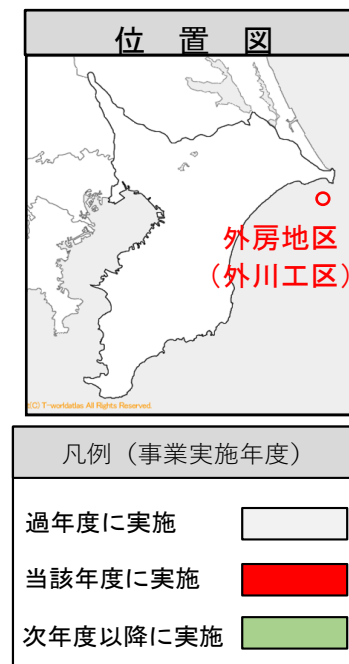 位 置 図
外房地区
(外川工区)
(C) T-worldatlas All Rights Reserved.
凡例（事業実施年度）
過年度に実施
当該年度に実施
次年度以降に実施